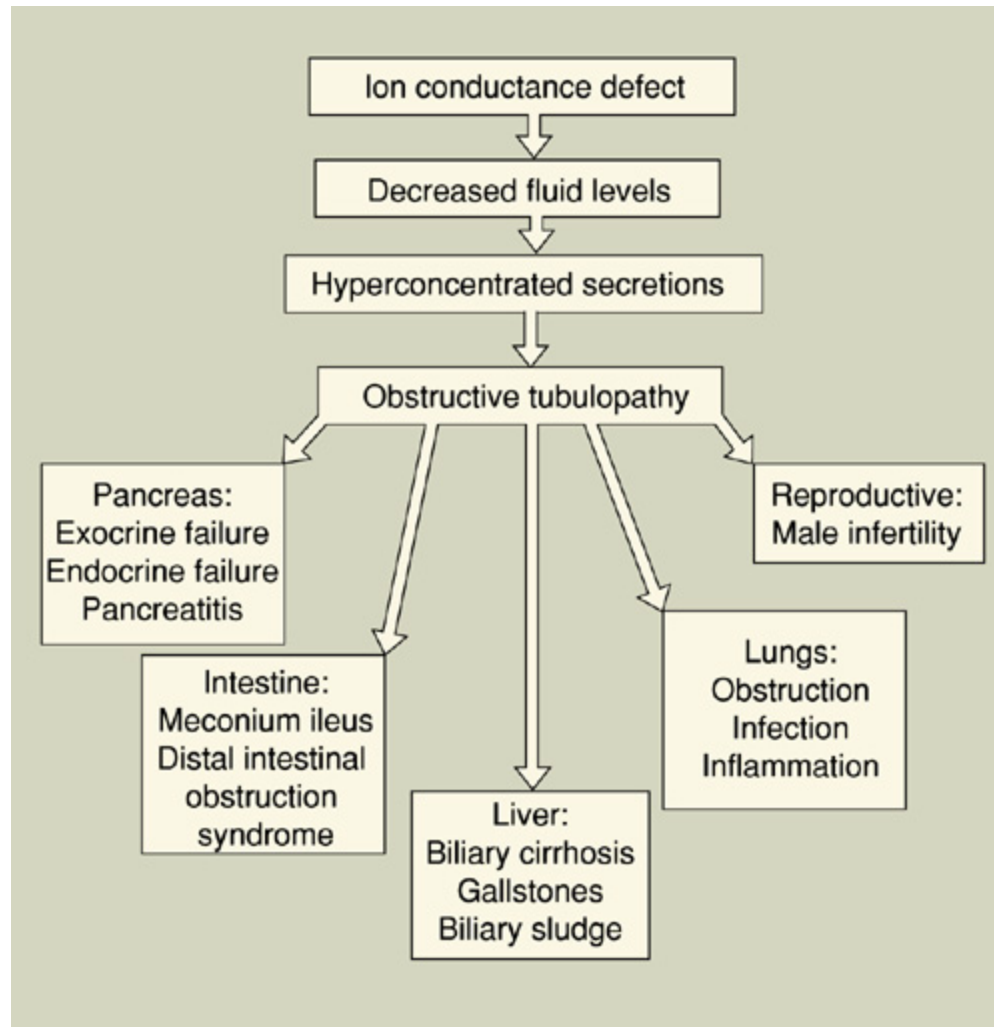 Ion conductance defect
Decreased fluid levels
Hyperconcentrated secretions
Obstructive tubulopathy
Pancreas:
Exocrine failure
Endocrine failure
Pancreatitis
Intestine:
Meconium ileus
Distal intestinal
obstruction
syndrome
Liver:
Biliary cirrhosis
Gallstones
Biliary sludge
Lungs:
Obstruction
Infection
Inflammation
Reproductive:
Male infertility